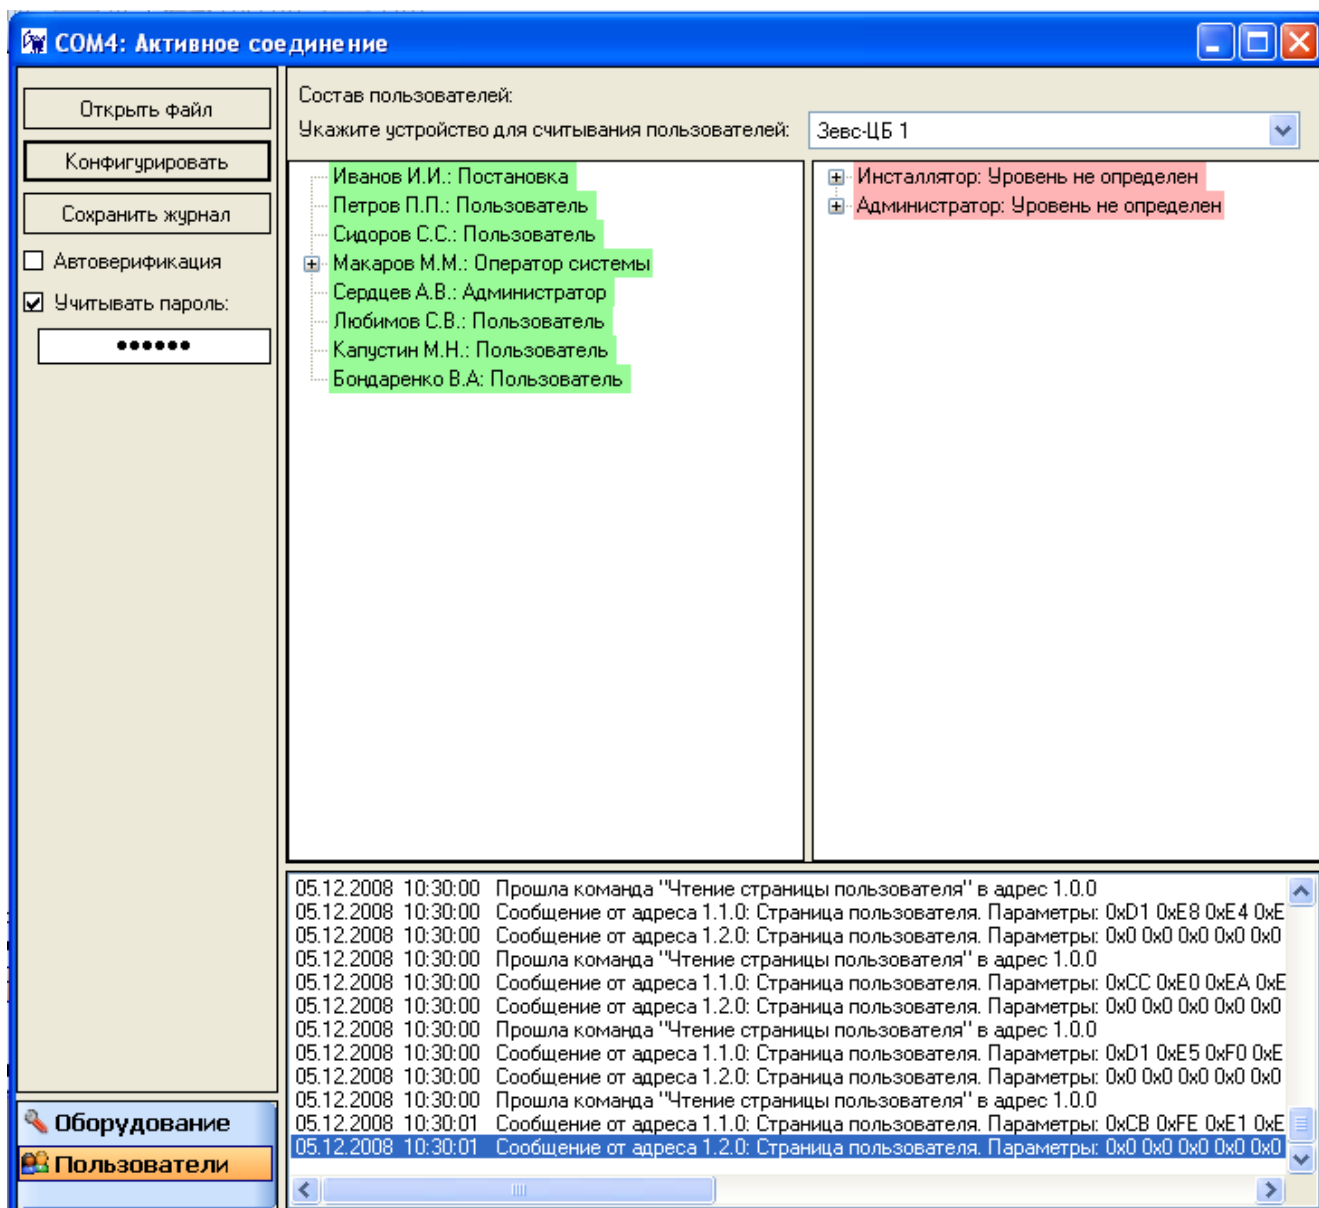 COM4: Активное соединение
Открыть файл
Конфигурировать
Сохранить журнал
Автоверификация
Учитывать пароль:
Состав пользователей:
Укажите устройство для считывания пользователей:
Зевс-ЦБ 1
Иванов И.И.: Постановка
Петров П.П.: Пользователь
Сидоров С.С.: Пользователь
Макаров М.М.: Оператор системы
Сердцев А.В.: Администратор
Любимов С.В.: Пользователь
Капустин М.Н.: Пользователь
Бондаренко В.А: Пользователь
Инсталлятор: Уровень не определен
Администратор: Уровень не определен
05.12.2008 10:30:00 Прошла команда "Чтение страницы пользователя" в адрес 1.0.0
05.12.2008 10:30:00 Сообщение от адреса 1.1.0: Страница пользователя. Параметры: 0xD1 0xE8 0xE4 0xE
05.12.2008 10:30:00 Сообщение от адреса 1.2.0: Страница пользователя. Параметры: 0x0 0x0 0x0 0x0 0x0
05.12.2008 10:30:00 Прошла команда "Чтение страницы пользователя" в адрес 1.0.0
05.12.2008 10:30:00 Сообщение от адреса 1.1.0: Страница пользователя. Параметры: 0xCC 0xE0 0xEA 0xE
05.12.2008 10:30:00 Сообщение от адреса 1.2.0: Страница пользователя. Параметры: 0x0 0x0 0x0 0x0 0x0
05.12.2008 10:30:00 Прошла команда "Чтение страницы пользователя" в адрес 1.0.0
05.12.2008 10:30:00 Сообщение от адреса 1.1.0: Страница пользователя. Параметры: 0xD1 0xE5 0xF0 0xE
05.12.2008 10:30:00 Сообщение от адреса 1.2.0: Страница пользователя. Параметры: 0x0 0x0 0x0 0x0 0x0
05.12.2008 10:30:00 Прошла команда "Чтение страницы пользователя" в адрес 1.0.0
05.12.2008 10:30:01 Сообщение от адреса 1.1.0: Страница пользователя. Параметры: 0xCB 0xFE 0xE1 0xE
05.12.2008 10:30:01 Сообщение от адреса 1.2.0: Страница пользователя. Параметры: 0x0 0x0 0x0 0x0 0x0
Оборудование
Пользователи